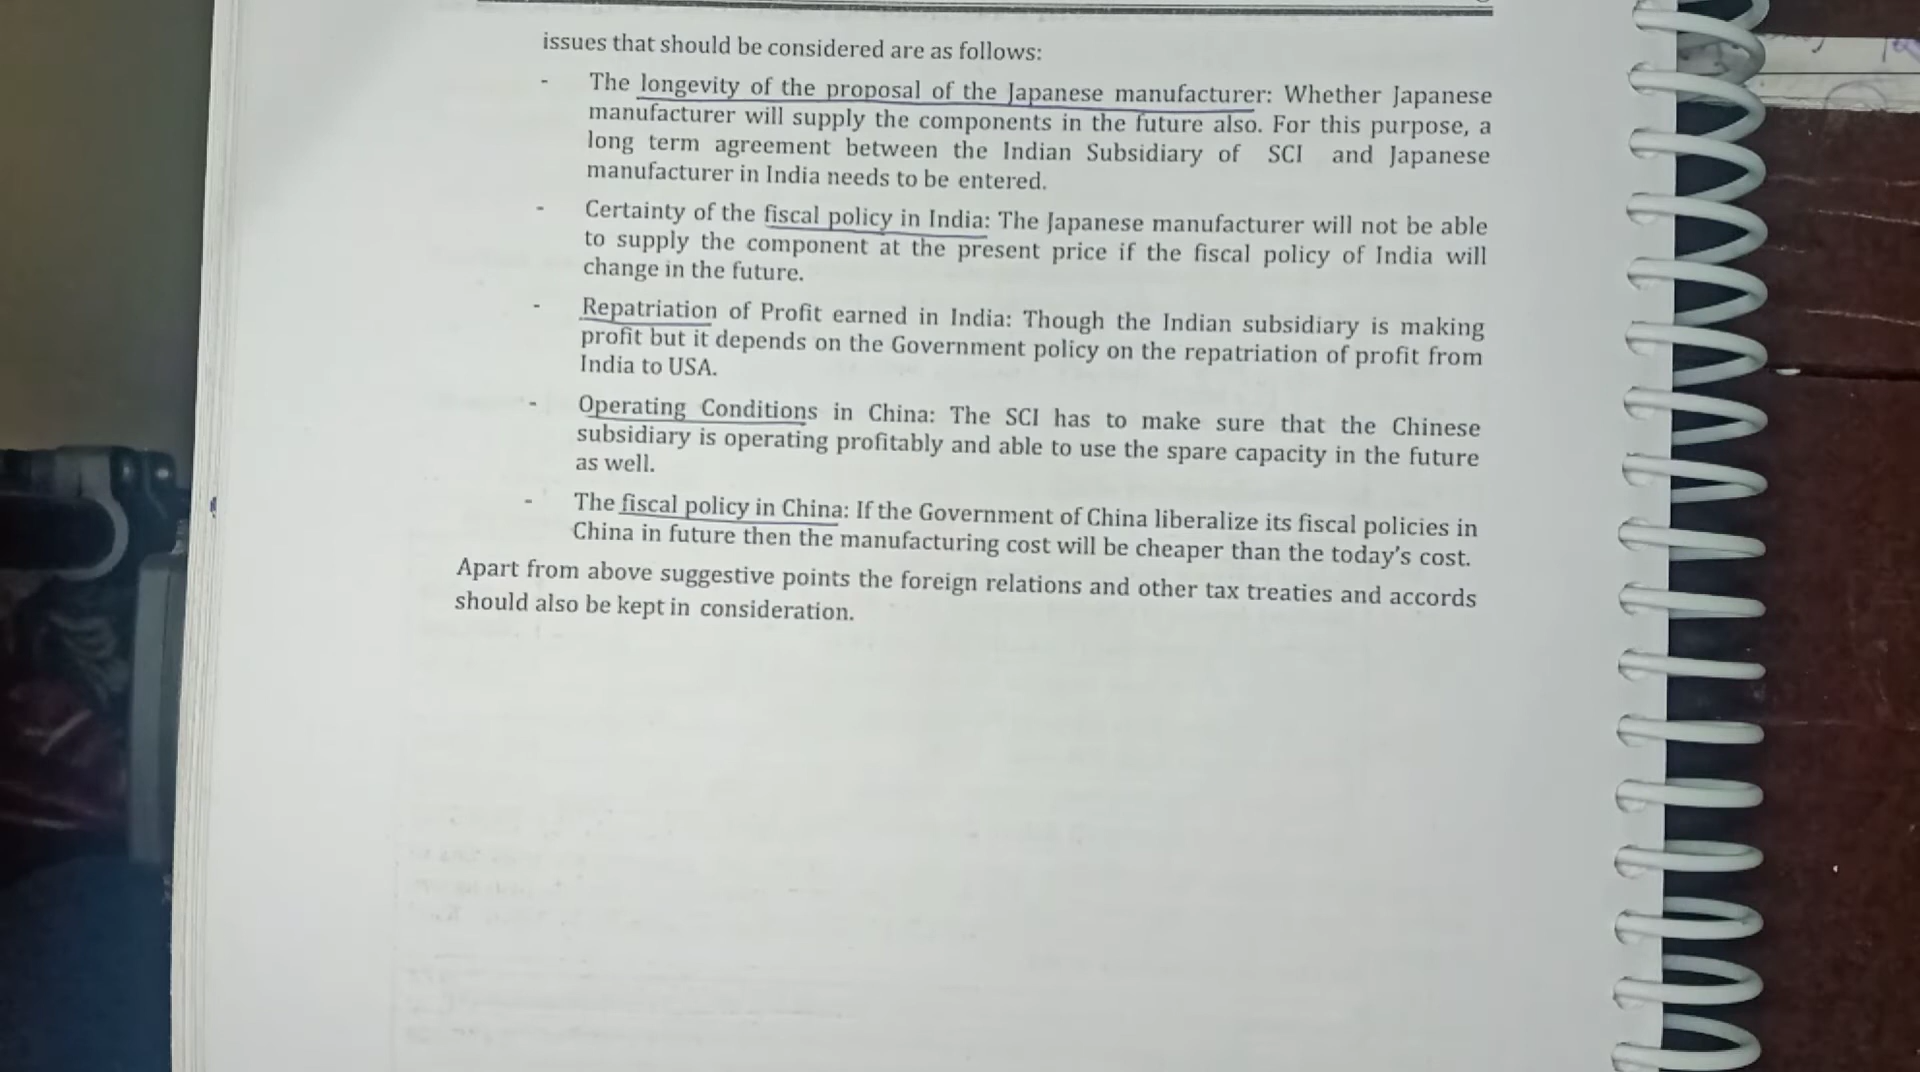 issues that should be considered are as follows:
- The longevity of the proposal of the Japanese manufacturer: Whether Japanese
manufacturer will supply the components in the future also. For this purpose, a
long term agreement between the Indian Subsidiary of SCI and Japanese
manufacturer in India needs to be entered.
- Certainty of the fiscal policy in India: The Japanese manufacturer will not be able
to supply the component at the present price if the fiscal policy of India will
change in the future.
- Repatriation of Profit earned in India: Though the Indian subsidiary is making
profit but it depends on the Government policy on the repatriation of profit from
India to USA.
- Operating Conditions in China: The SCI has to make sure that the Chinese
subsidiary is operating profitably and able to use the spare capacity in the future
as well.
- The fiscal policy in China: If the Government of China liberalize its fiscal policies in
China in future then the manufacturing cost will be cheaper than the today's cost.
Apart from above suggestive points the foreign relations and other tax treaties and accords
should also be kept in consideration.